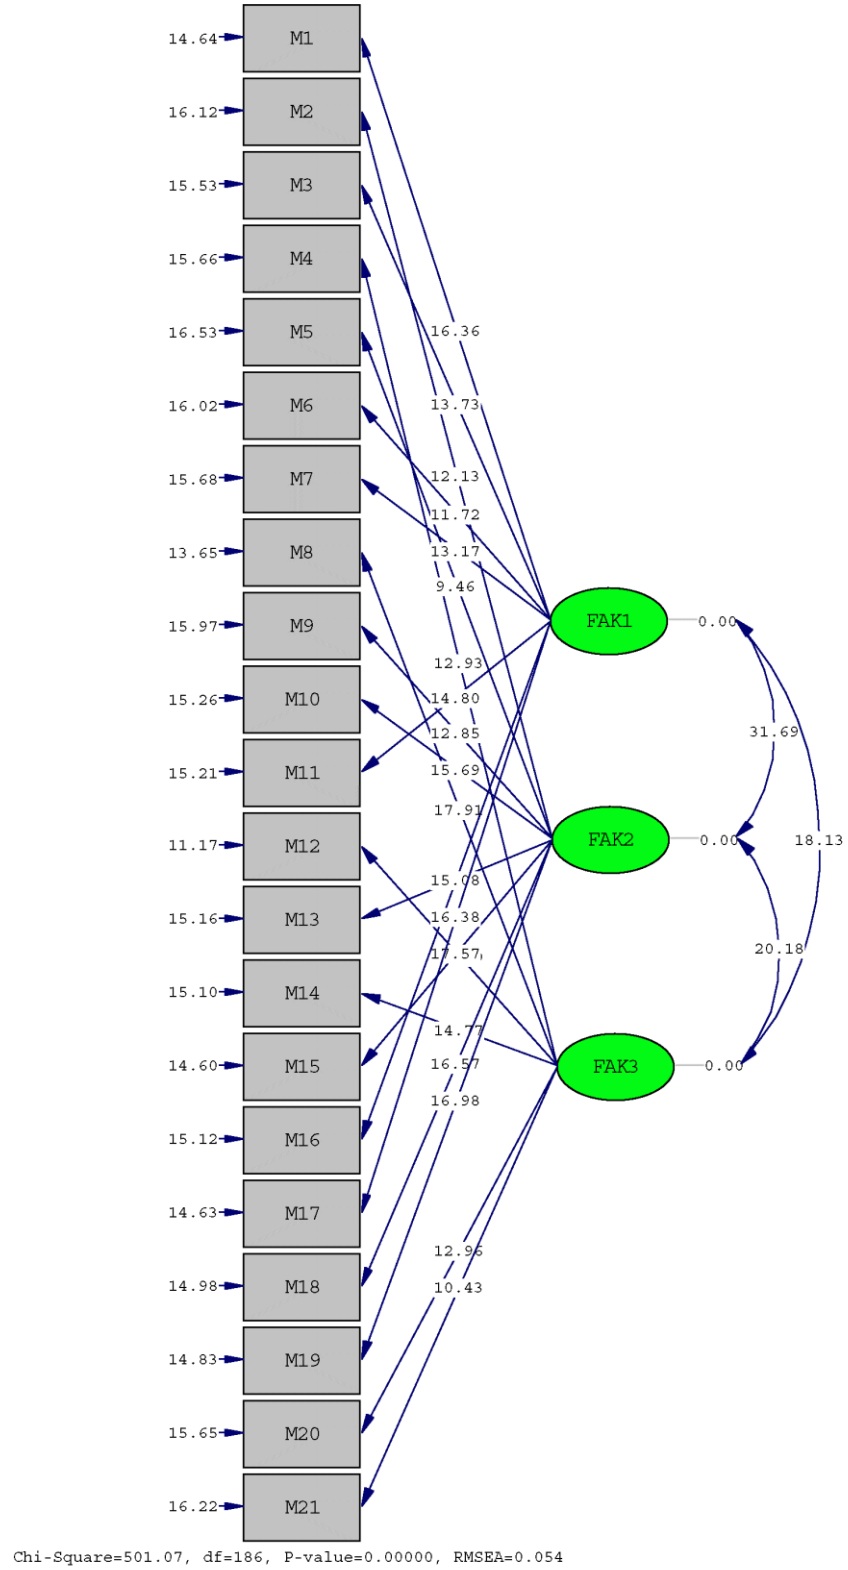 14.64 M1
16.12 M2
15.53 M3
15.66 M4
16.53 M5 16.36
16.02 M6 13.73
15.68 M7 12.13
11.72
13.65 M8 13.17
9.46
15.97 M9 FAK1 0.00
12.93
15.26 M10 14.80
12.85 31.69
15.21 M11 15.69
17.91
11.17 M12 FAK2 0.00 18.13
15.08
15.16 M13 16.38
17.57 20.18
15.10 M14
14.77
14.60 M15 16.57 FAK3 0.00
16.98
15.12 M16
14.63 M17
12.96
14.98 M18 10.43
14.83 M19
15.65 M20
16.22 M21
Chi-Square=501.07, df=186, P-value=0.00000, RMSEA=0.054